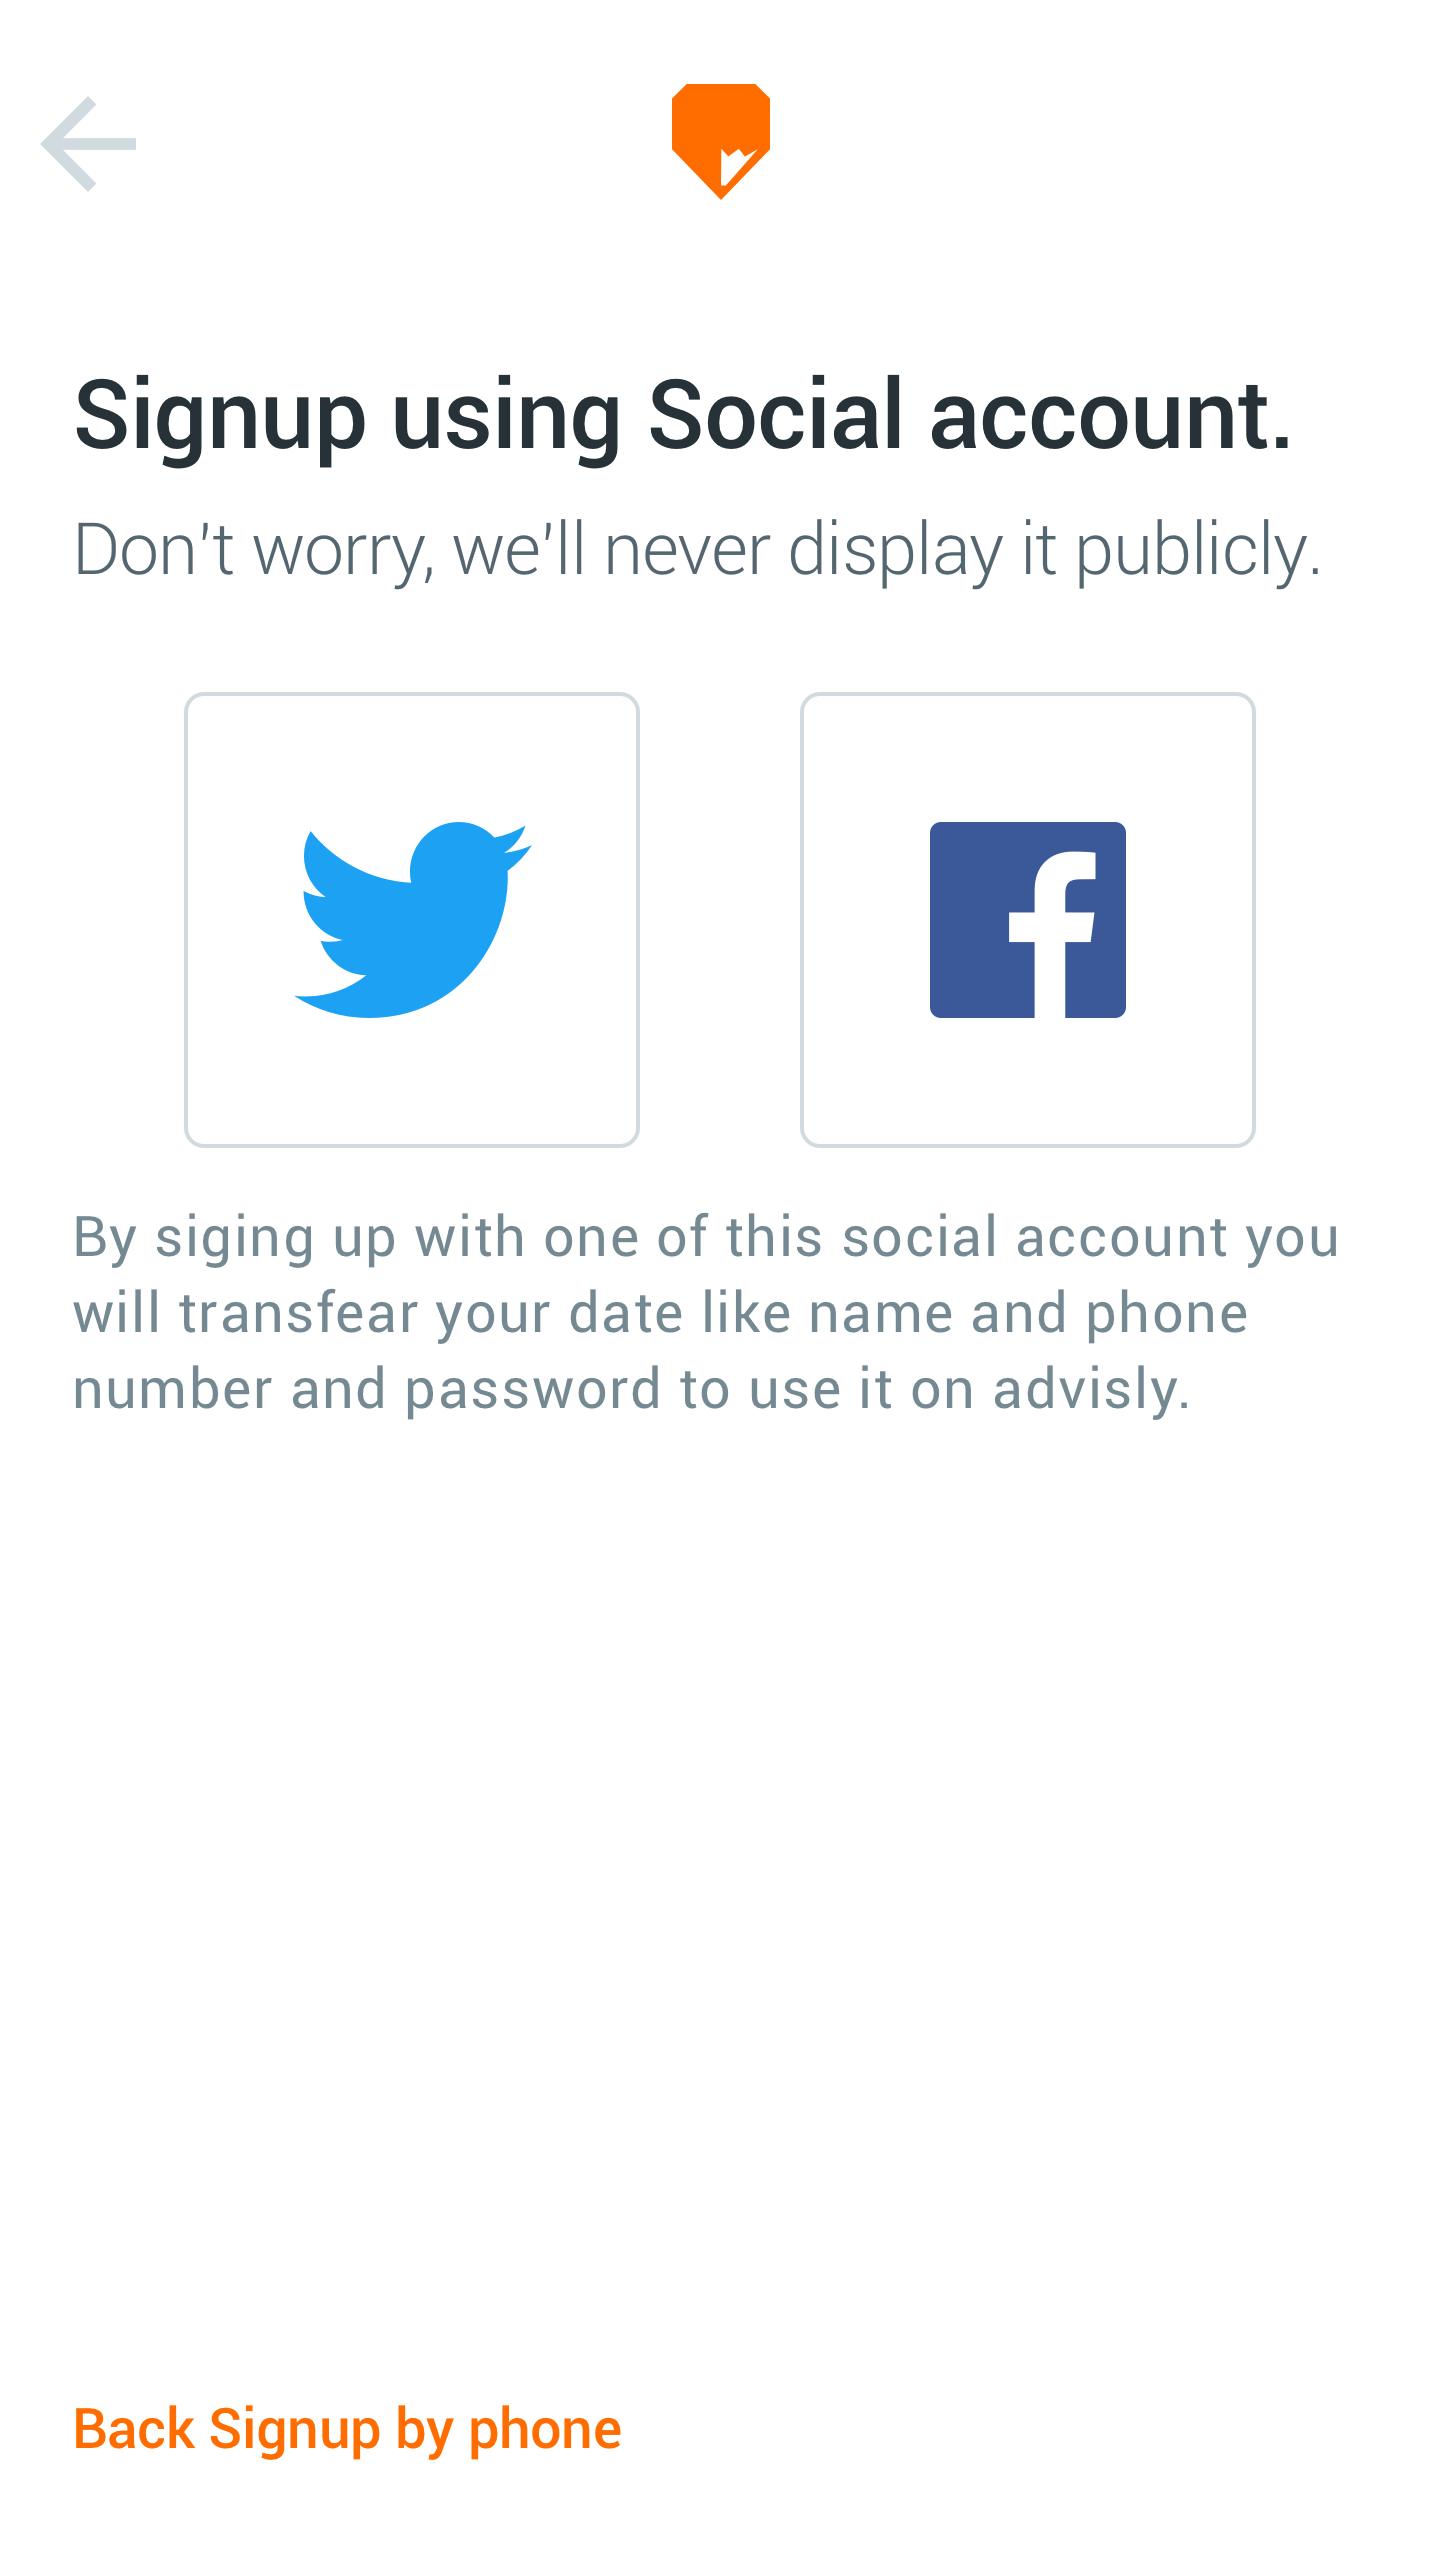 Signup using Social account.
Don't worry, we'll never display it publicly.
By siging up with one of this social account you
will transfear your date like name and phone
number and password to use it on advisly.
Back Signup by phone